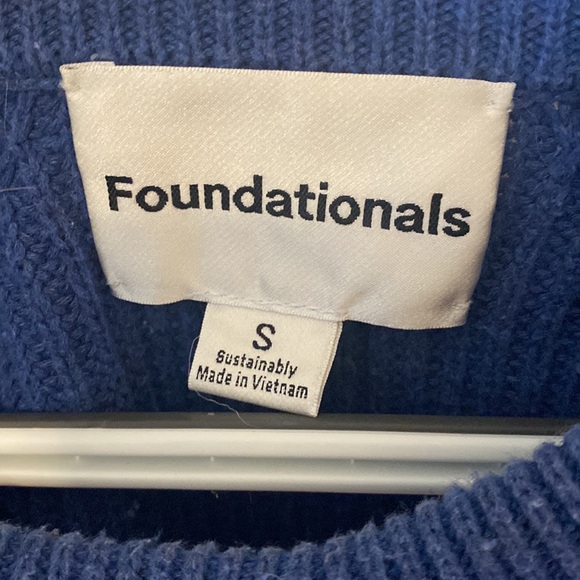 Foundationals
S
Sustainably
Made in Vietnam